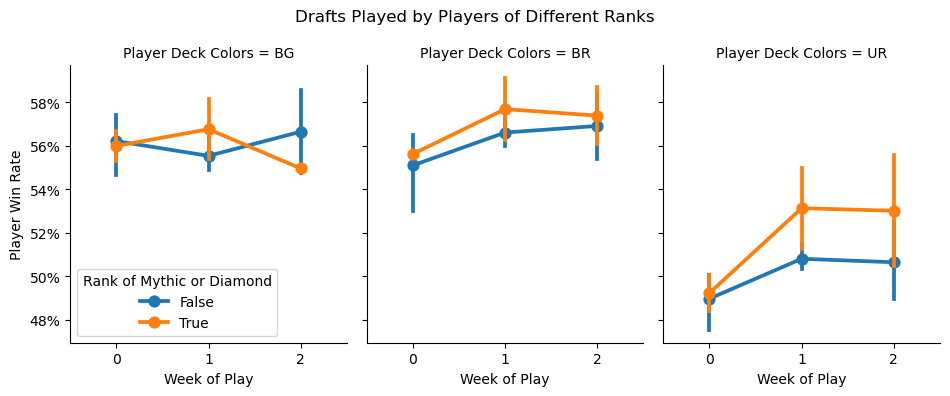 Drafts Played by Players of Different Ranks
Player Deck Colors = BG
Player Deck Colors = BR
Player Deck Colors = UR
Player Win Rate
58%
56%
54%
52%
50%
48%
Rank of Mythic or Diamond
False
True
0 1 2
Week of Play
0 1 2
Week of Play
0 1 2
Week of Play